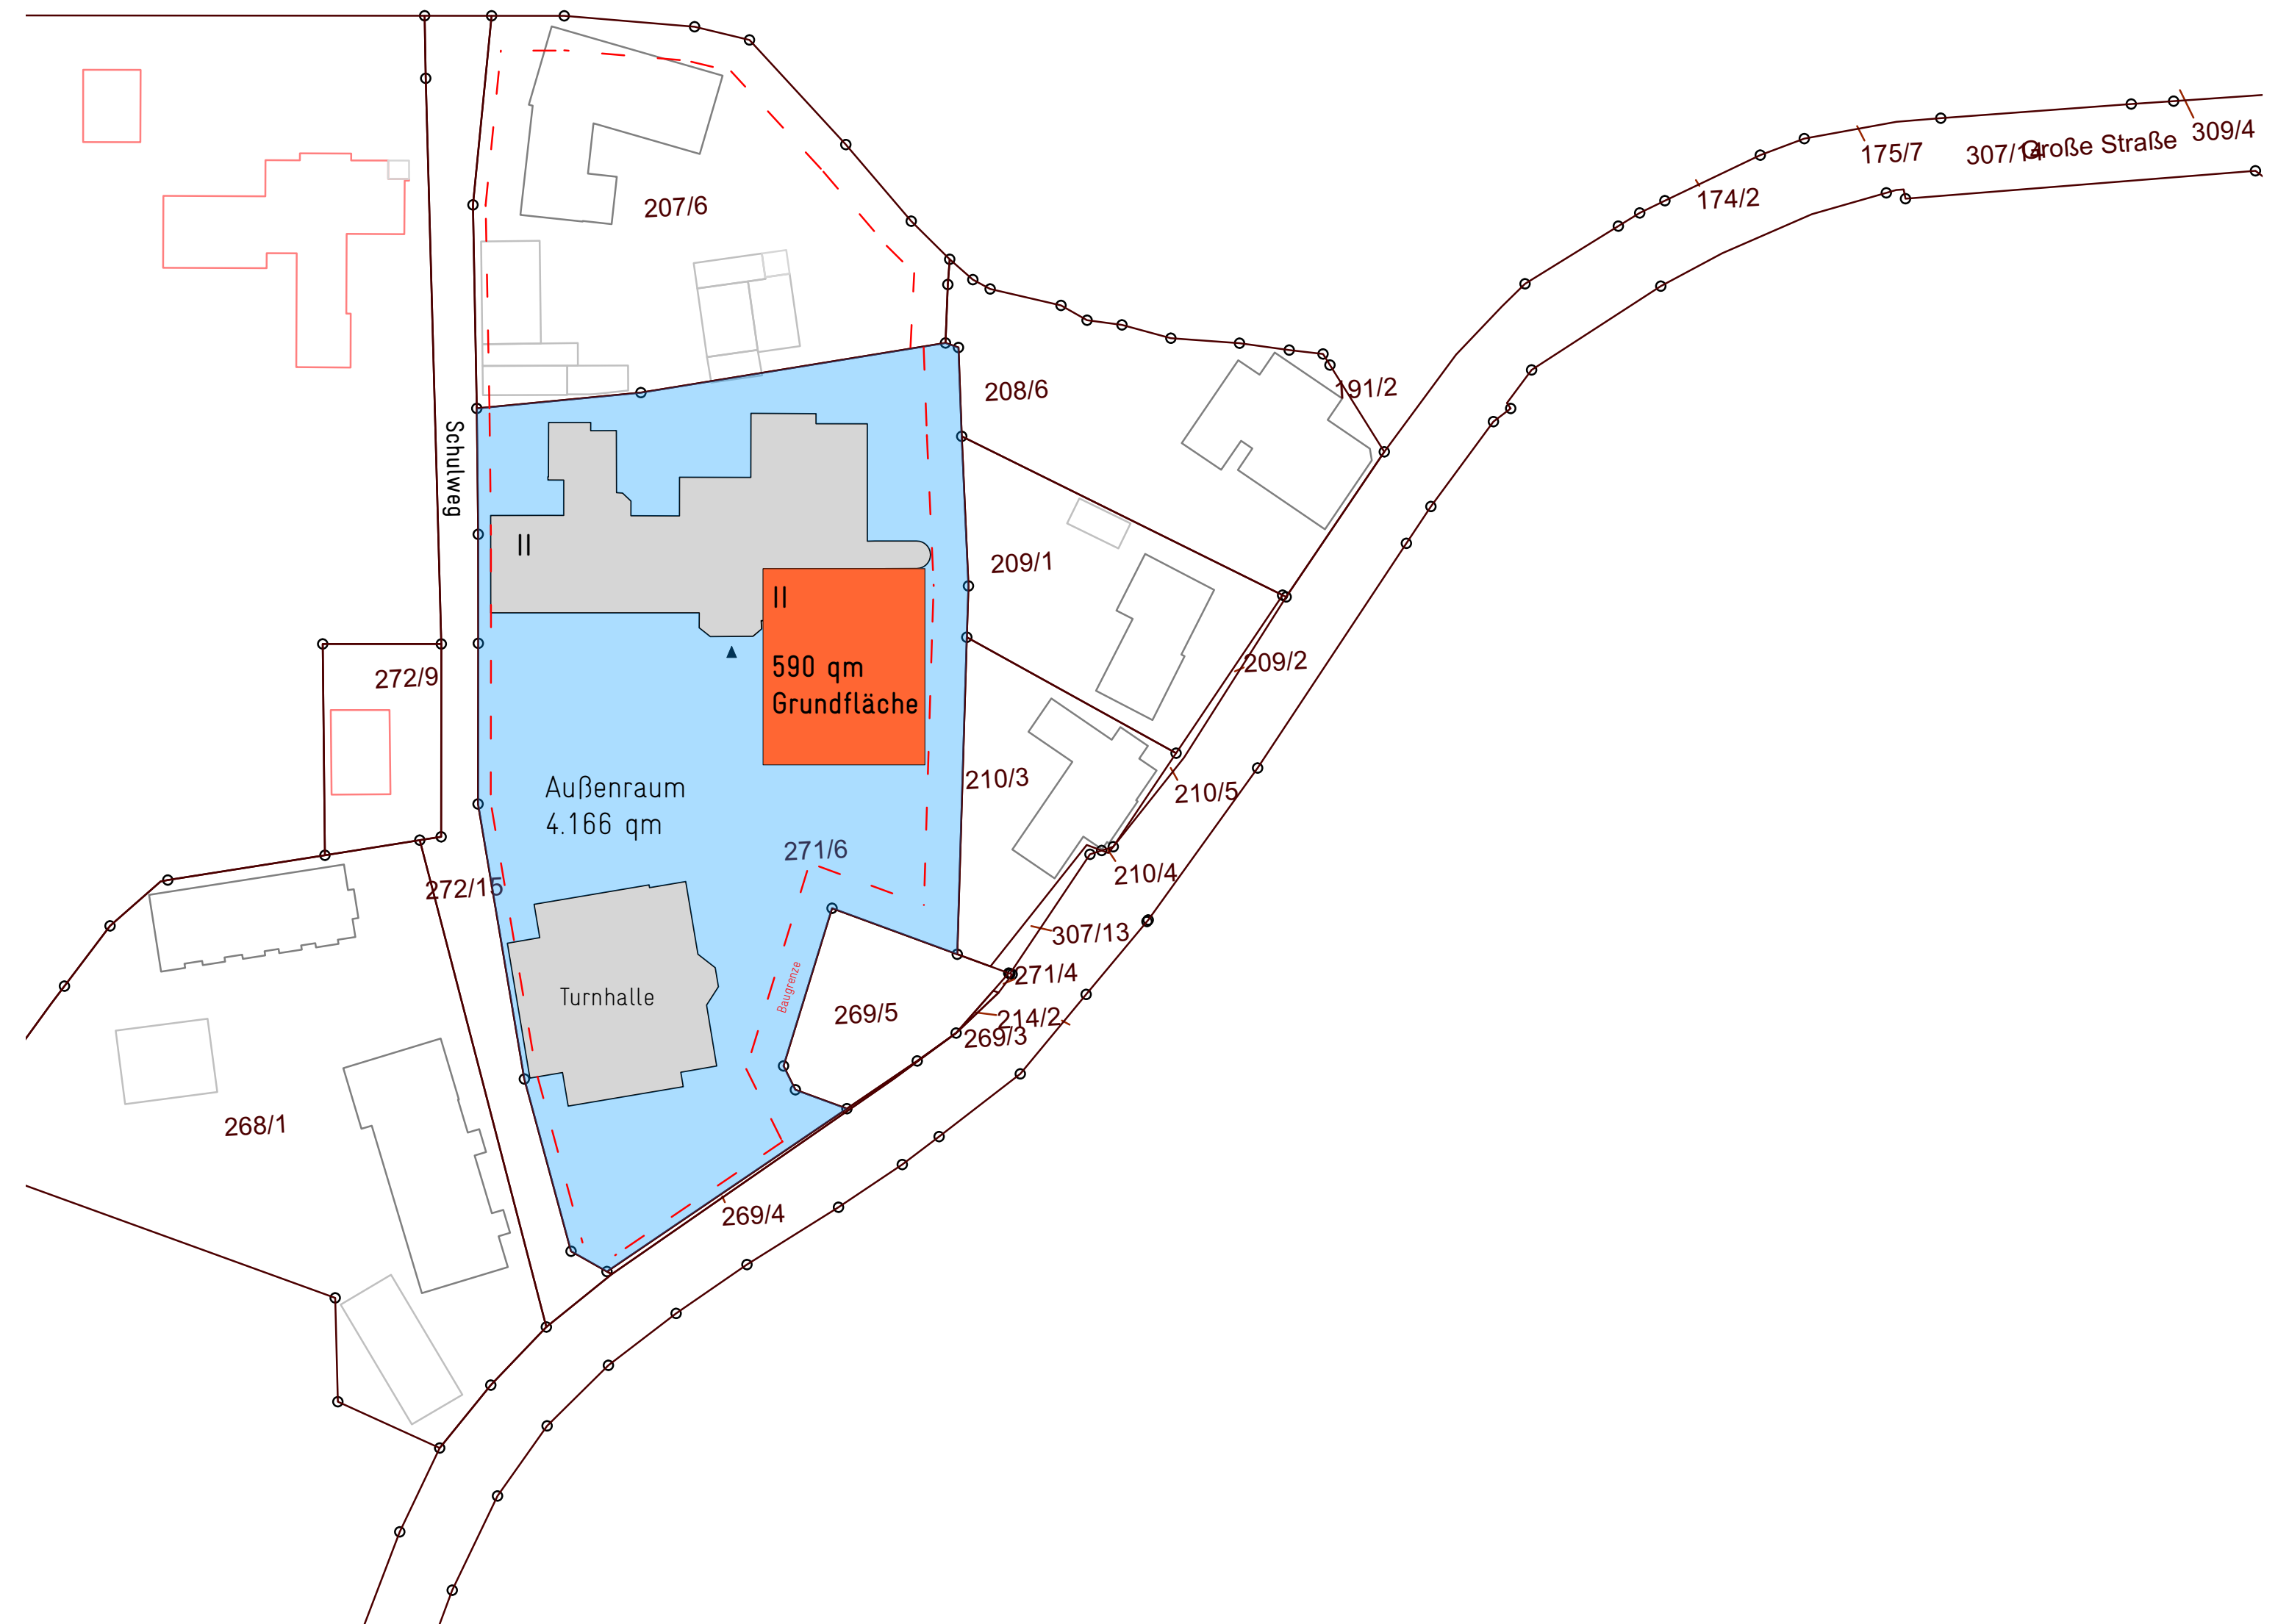 309/4
Große Straße
175/7
307/14
174/2
207/6
208/6
191/2
Schulweg
II
209/1
II
590 qm
Grundfläche
209/2
272/9
210/3
210/5
Außenraum
4.166 qm
271/6
210/4
272/15
307/13
271/4
Turnhalle
Baugrenze
269/5
214/2
269/3
268/1
269/4